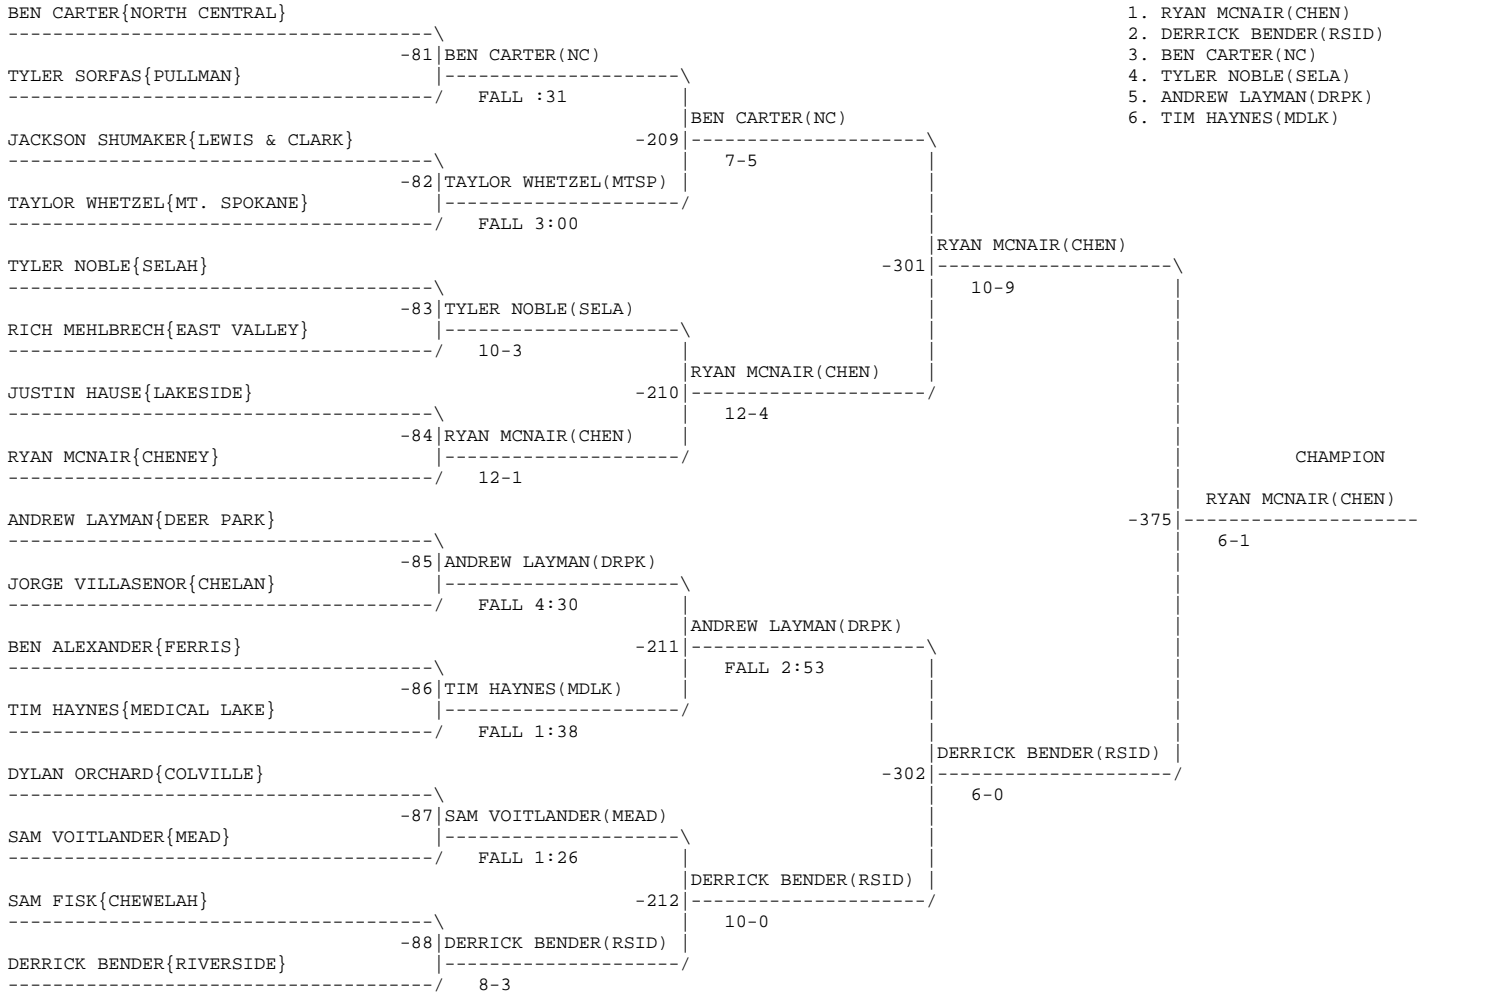 BEN CARTER{NORTH CENTRAL}
1. RYAN MCNAIR(CHEN)
2. DERRICK BENDER(RSID)
-81 BEN CARTER(NC)
3. BEN CARTER(NC)
TYLER SORFAS{PULLMAN}
4. TYLER NOBLE(SELA)
FALL :31
5. ANDREW LAYMAN(DRPK)
BEN CARTER(NC)
6. TIM HAYNES(MDLK)
JACKSON SHUMAKER{LEWIS & CLARK}
-209
7-5
-82 TAYLOR WHETZEL(MTSP)
TAYLOR WHETZEL{MT. SPOKANE}
FALL 3:00
RYAN MCNAIR(CHEN)
TYLER NOBLE{SELAH}
-301
10-9
-83 TYLER NOBLE(SELA)
RICH MEHLBRECH{EAST VALLEY}
10-3
RYAN MCNAIR(CHEN)
JUSTIN HAUSE{LAKESIDE}
-210
12-4
-84 RYAN MCNAIR(CHEN)
RYAN MCNAIR{CHENEY}
CHAMPION
12-1
RYAN MCNAIR(CHEN)
ANDREW LAYMAN{DEER PARK}
-375
6-1
-85 ANDREW LAYMAN(DRPK)
JORGE VILLASENOR{CHELAN}
FALL 4:30
ANDREW LAYMAN(DRPK)
BEN ALEXANDER{FERRIS}
-211
FALL 2:53
-86 TIM HAYNES(MDLK)
TIM HAYNES{MEDICAL LAKE}
FALL 1:38
DERRICK BENDER(RSID)
DYLAN ORCHARD{COLVILLE}
-302
6-0
-87 SAM VOITLANDER(MEAD)
SAM VOITLANDER{MEAD}
FALL 1:26
DERRICK BENDER(RSID)
SAM FISK{CHEWELAH}
-212
10-0
-88 DERRICK BENDER(RSID)
DERRICK BENDER{RIVERSIDE}
8-3